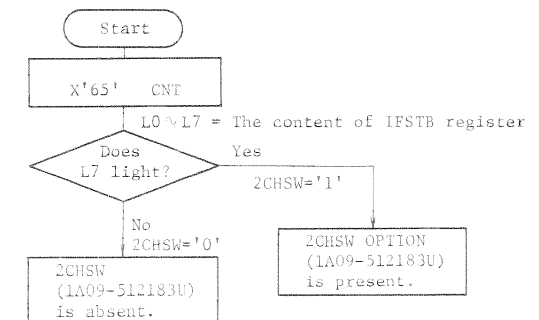 Start
X'65' CNT
L0 ∿ L7 = The content of IFSTB register
Does
L7 light?
Yes
2CHSW='1'
No
2CHSW='0'
2CHSW OPTION
(1A09-512183U)
is present.
2CHSW
(1A09-512183U)
is absent.